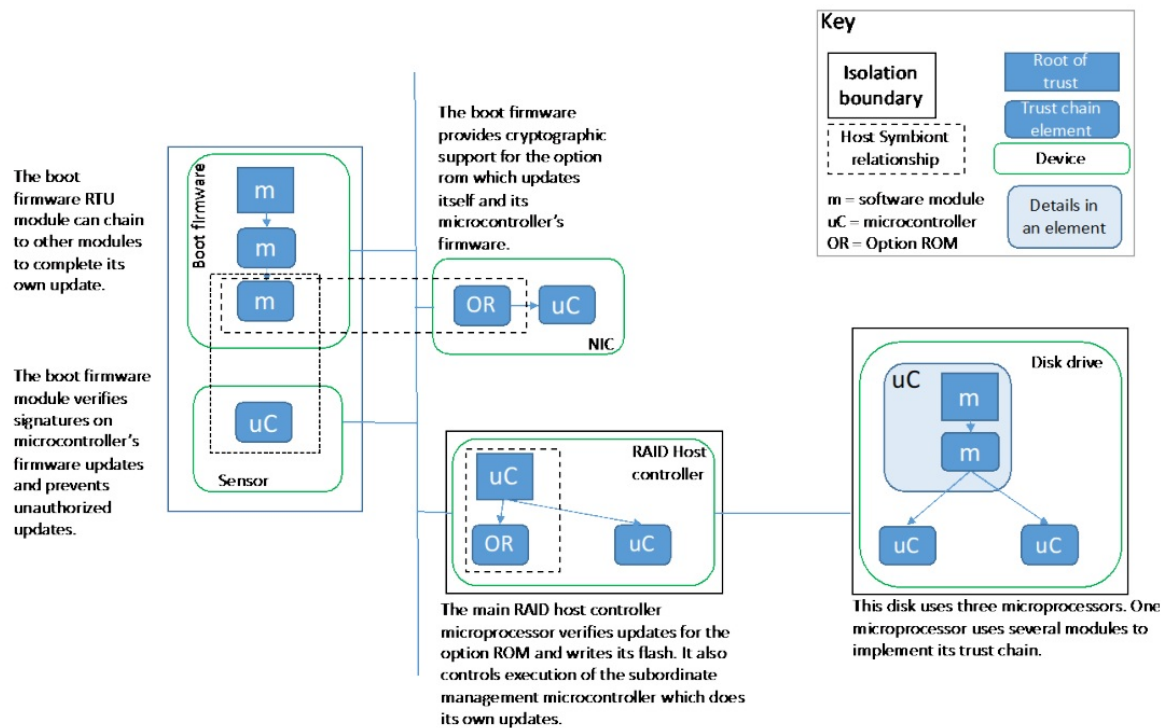 The boot
firmware RTU
module can chain
to other modules
to complete its
own update.
The boot firmware
module verifies
signatures on
microcontroller's
firmware updates
and prevents
unauthorized
updates.
Boot firmware
m
m
m
uC
Sensor
The boot firmware
provides cryptographic
support for the option
rom which updates
itself and its
microcontroller's
firmware.
OR
uC
NIC
Key
Isolation
boundary
Root of
trust
Trust chain
element
Host Symbiont
relationship
Device
m = software module
uC = microcontroller
OR = Option ROM
Details in
an element
RAID Host
controller
uC
OR
uC
The main RAID host controller
microprocessor verifies updates for the
option ROM and writes its flash. It also
controls execution of the subordinate
management microcontroller which does
its own updates.
Disk drive
uC
m
m
uC
uC
This disk uses three microprocessors. One
microprocessor uses several modules to
implement its trust chain.